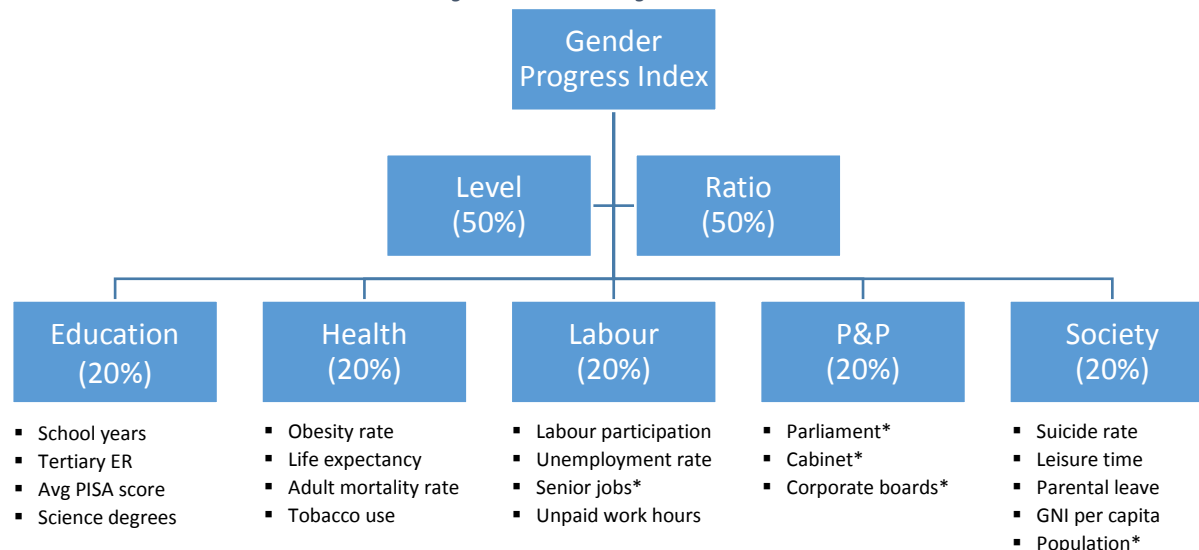 Gender
Progress Index
Level
(50%)
Ratio
(50%)
Education
(20%)
Health
(20%)
Labour
(20%)
P&P
(20%)
Society
(20%)
▪ School years
▪ Tertiary ER
▪ Avg PISA score
▪ Science degrees
▪ Obesity rate
▪ Life expectancy
▪ Adult mortality rate
▪ Tobacco use
▪ Labour participation
▪ Unemployment rate
▪ Senior jobs*
▪ Unpaid work hours
▪ Parliament*
▪ Cabinet*
▪ Corporate boards*
▪ Suicide rate
▪ Leisure time
▪ Parental leave
▪ GNI per capita
▪ Population*